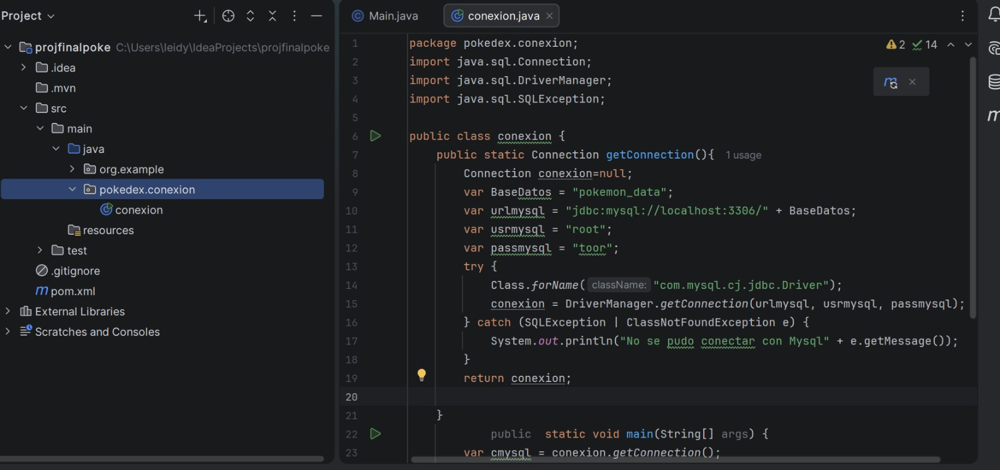 Project
projfinalpoke C:\Users\leidy\IdeaProjects\projfinalpoke
.idea
.mvn
src
main
java
org.example
pokedex.conexion
conexion
resources
test
.gitignore
pom.xml
External Libraries
Scratches and Consoles
Main.java
conexion.java
2 14
1 package pokedex.conexion;
2 import java.sql.Connection;
3 import java.sql.DriverManager;
4 import java.sql.SQLException;
5
6 public class conexion {
7 public static Connection getConnection(){ 1 usage
8 Connection conexion=null;
9 var BaseDatos = "pokemon_data";
10 var urlmysql = "jdbc:mysql://localhost:3306/" + BaseDatos;
11 var usrmysql = "root";
12 var passmysql = "toor";
13 try {
14 Class.forName( className: "com.mysql.cj.jdbc.Driver");
15 conexion = DriverManager.getConnection(urlmysql, usrmysql, passmysql);
16 } catch (SQLException | ClassNotFoundException e) {
17 System.out.println("No se pudo conectar con Mysql" + e.getMessage());
18 }
19 return conexion;
20
21 }
22 public static void main(String[] args) {
23 var cmysql = conexion.getConnection();